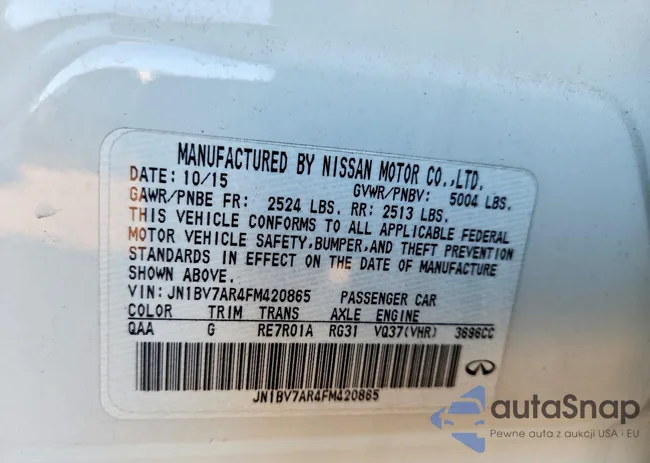 MANUFACTURED BY NISSAN MOTOR CO.,LTD.
DATE: 10/15 GVWR/PNBV: 5004 LBS.
GAWR/PNBE FR: 2524 LBS. RR: 2513 LBS.
THIS VEHICLE CONFORMS TO ALL APPLICABLE FEDERAL
MOTOR VEHICLE SAFETY,BUMPER,AND THEFT PREVENTION
STANDARDS IN EFFECT ON THE DATE OF MANUFACTURE
SHOWN ABOVE.
VIN: JN1BV7AR4FM420865 PASSENGER CAR
COLOR TRIM TRANS AXLE ENGINE
QAA G RE7R01A RG31 VQ37(VHR) 3696CC
JN1BV7AR4FM420865
autaSnap
Pewne auta z aukcji USA i EU